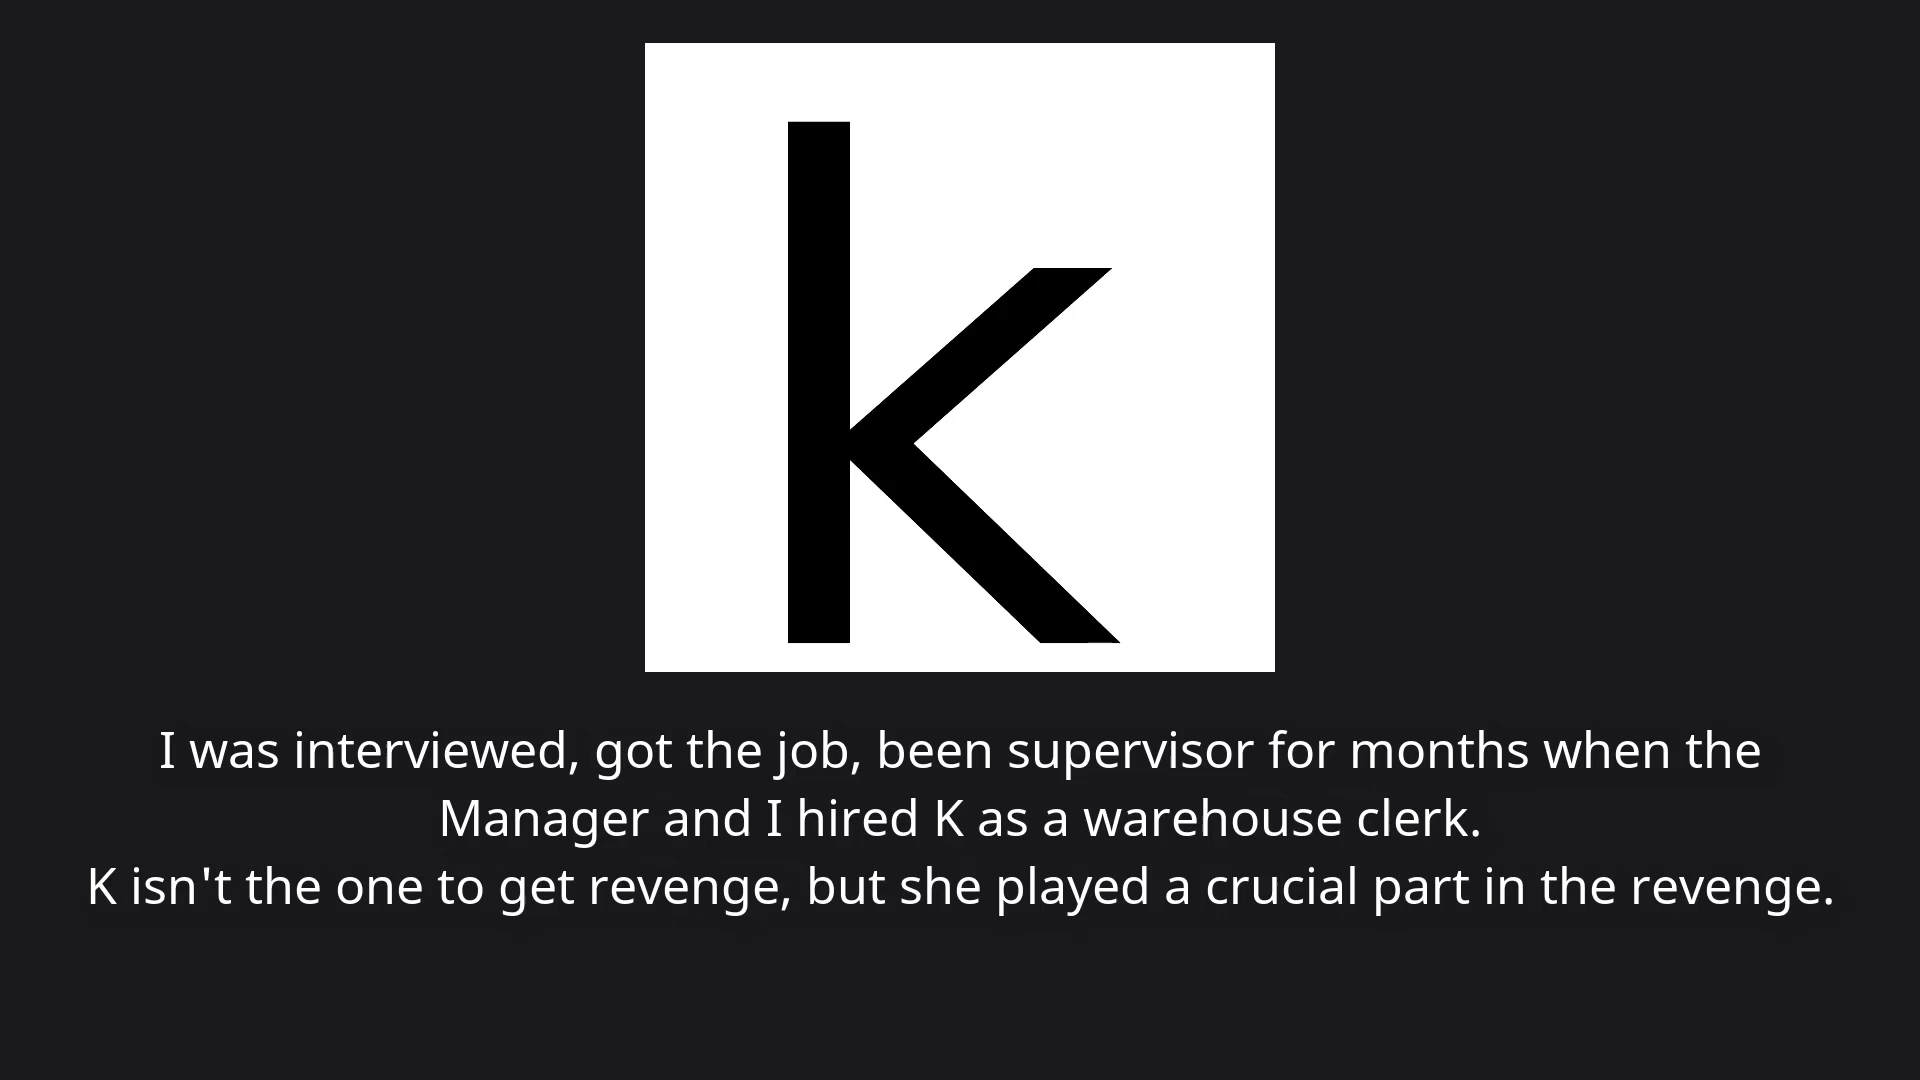 k
I was interviewed, got the job, been supervisor for months when the
Manager and I hired K as a warehouse clerk.
K isn't the one to get revenge, but she played a crucial part in the revenge.